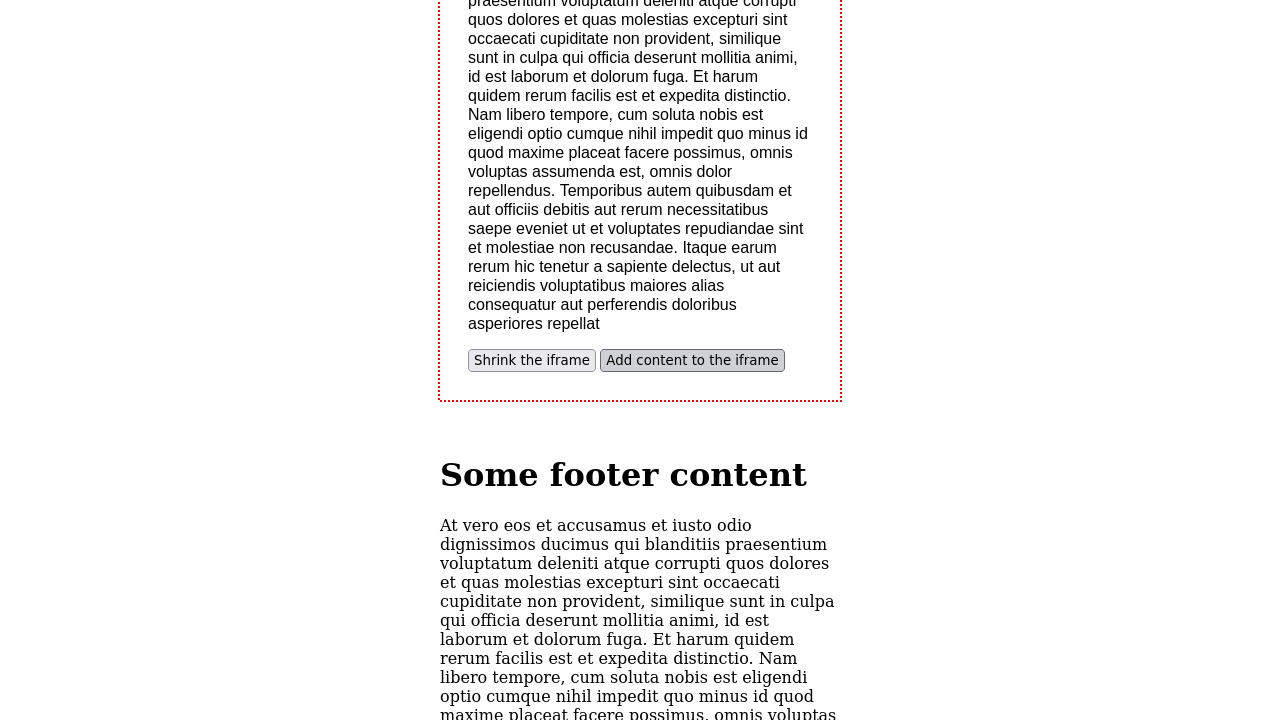 praesentium voluptatum deleniti atque corrupti
quos dolores et quas molestias excepturi sint
occaecati cupiditate non provident, similique
sunt in culpa qui officia deserunt mollitia animi,
id est laborum et dolorum fuga. Et harum
quidem rerum facilis est et expedita distinctio.
Nam libero tempore, cum soluta nobis est
eligendi optio cumque nihil impedit quo minus id
quod maxime placeat facere possimus, omnis
voluptas assumenda est, omnis dolor
repellendus. Temporibus autem quibusdam et
aut officiis debitis aut rerum necessitatibus
saepe eveniet ut et voluptates repudiandae sint
et molestiae non recusandae. Itaque earum
rerum hic tenetur a sapiente delectus, ut aut
reiciendis voluptatibus maiores alias
consequatur aut perferendis doloribus
asperiores repellat
Shrink the iframe Add content to the iframe
Some footer content
At vero eos et accusamus et iusto odio
dignissimos ducimus qui blanditiis praesentium
voluptatum deleniti atque corrupti quos dolores
et quas molestias excepturi sint occaecati
cupiditate non provident, similique sunt in culpa
qui officia deserunt mollitia animi, id est
laborum et dolorum fuga. Et harum quidem
rerum facilis est et expedita distinctio. Nam
libero tempore, cum soluta nobis est eligendi
optio cumque nihil impedit quo minus id quod
maxime placeat facere possimus, omnis voluptas